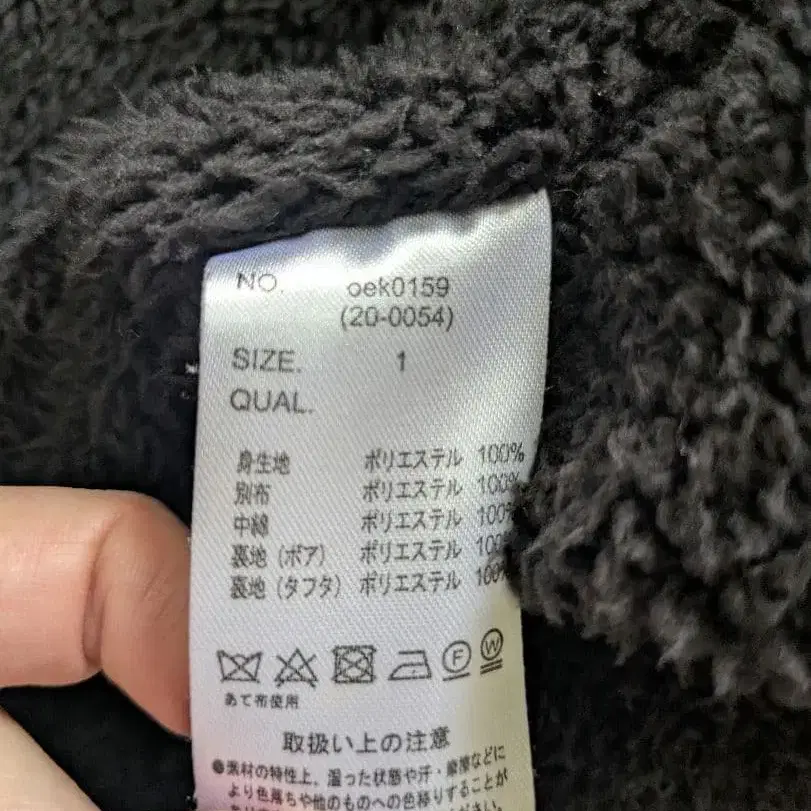 NO. oek0159
(20-0054)
SIZE. 1
QUAL.
身生地 ポリエステル 100%
別布 ポリエステル 100%
中綿 ポリエステル 100%
裏地（ボア） ポリエステル 100%
裏地（タフタ） ポリエステル 100%
F W
あて布使用
取扱い上の注意
●素材の特性上、湿った状態や汗・摩擦などに
より色落ちや他のものへの色移りすることが